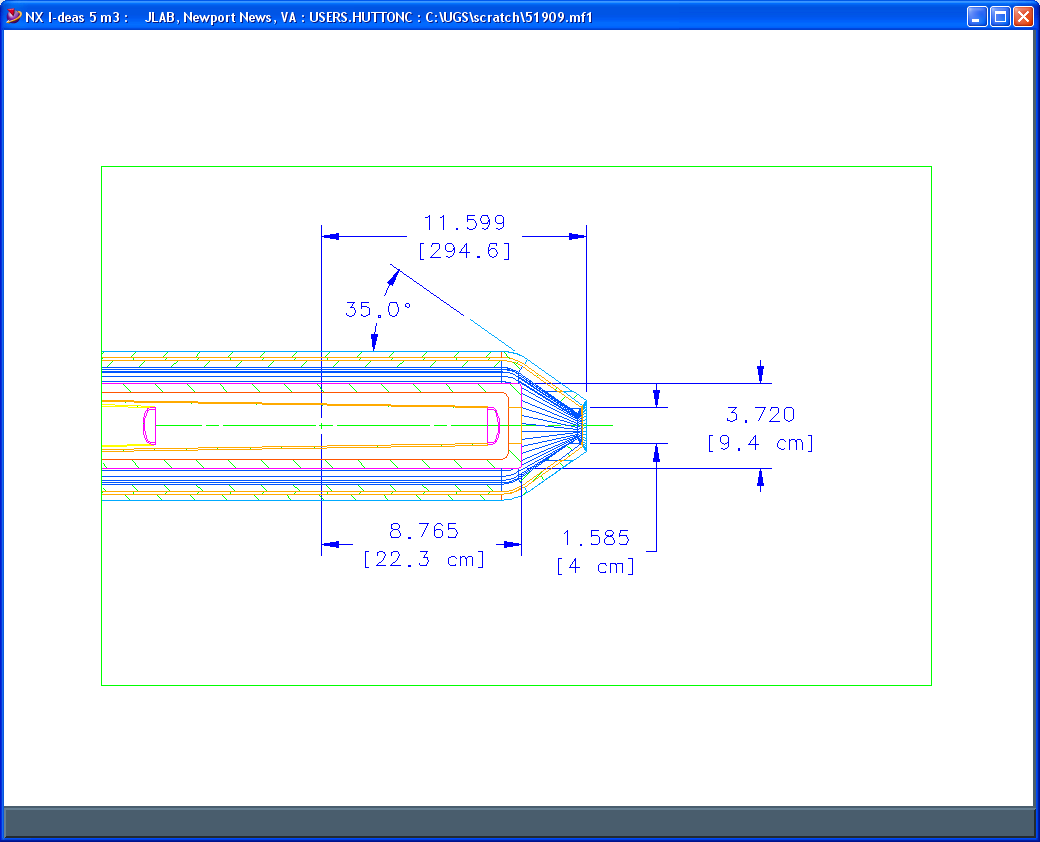 NX I-deas 5 m3 : JLAB, Newport News, VA : USERS.HUTTONC : C:\UGS\scratch\51909.mf1
11.599
[294.6]
35.0°
3.720
[9.4 cm]
8.765
[22.3 cm]
1.585
[4 cm]